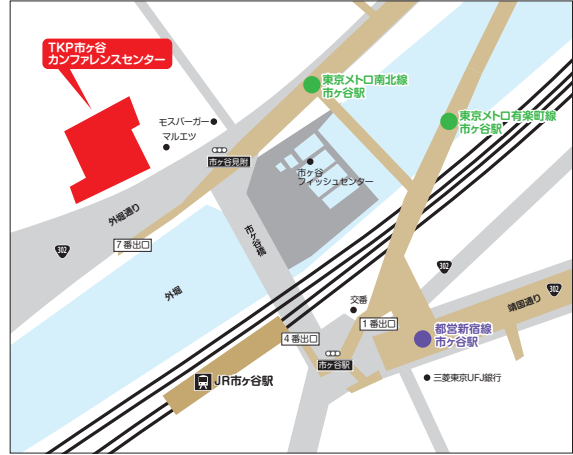 TKP市ヶ谷
カンファレンスセンター
東京メトロ南北線
市ヶ谷駅
東京メトロ有楽町線
市ヶ谷駅
モスバーガー
マルエツ
市ヶ谷見附
市ヶ谷
フィッシュセンター
外堀通り
302
7番出口
市ヶ谷橋
外堀
302
302
靖国通り
交番
1番出口
都営新宿線
市ヶ谷駅
4番出口
市ヶ谷駅
JR市ヶ谷駅
三菱東京UFJ銀行